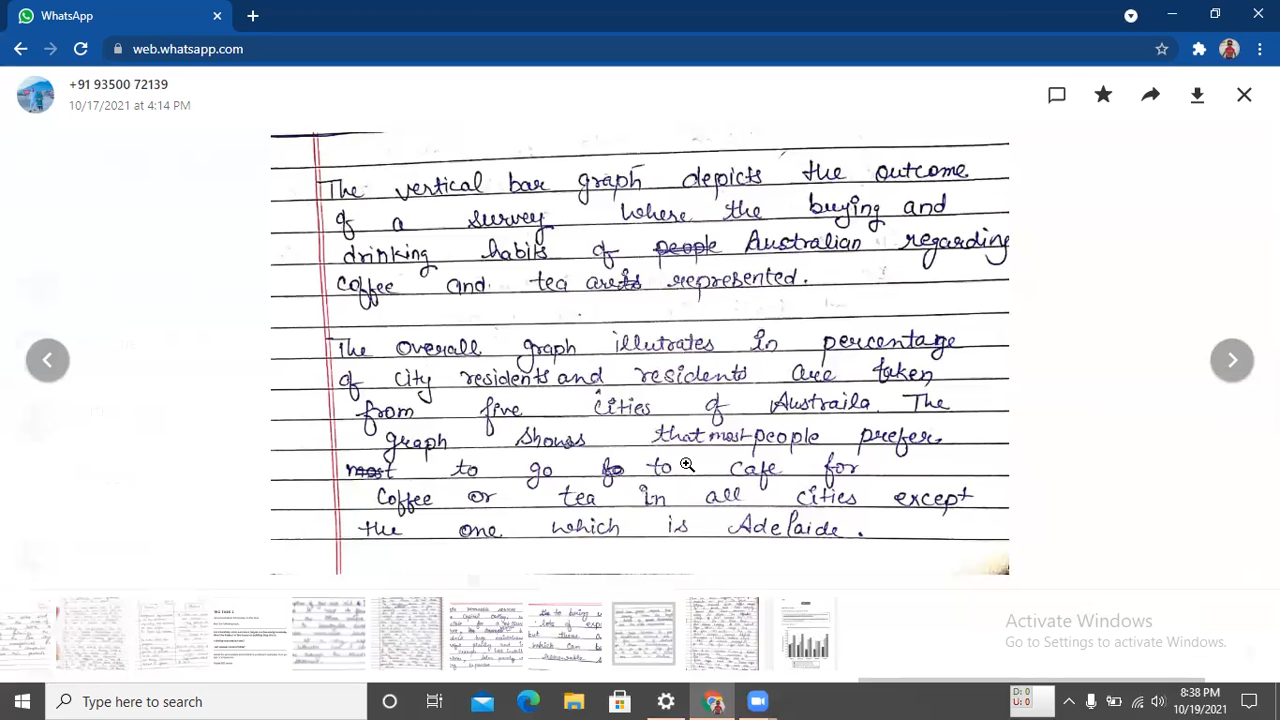 WhatsApp
web.whatsapp.com
+91 93500 72139
10/17/2021 at 4:14 PM
The vertical bar graph depicts the outcome
of a survey where the buying and
drinking habits of people Australian regarding
coffee and tea are represented.
The overall graph illutrates in percentage
of city residents and residents are taken
from five cities of Austraila. The
graph shows that most people prefer
most to go to to cafe for
coffee or tea in all cities except
the one which is Adelaide.
Activate Windows
Go to Settings to activate Windows.
Type here to search
D: 0
U: 0
8:38 PM
10/19/2021